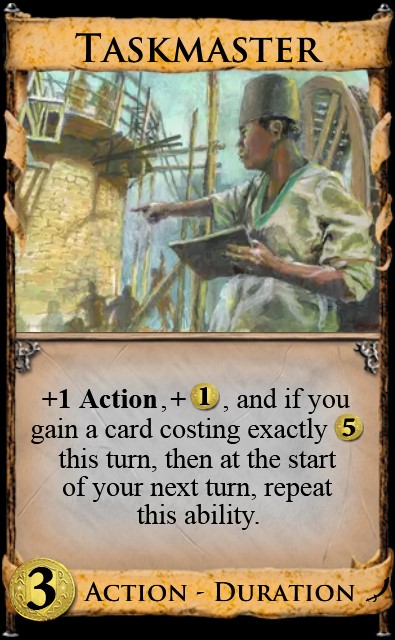 TASKMASTER
+1 Action, + 1, and if you
gain a card costing exactly 5
this turn, then at the start
of your next turn, repeat
this ability.
3 ACTION - DURATION